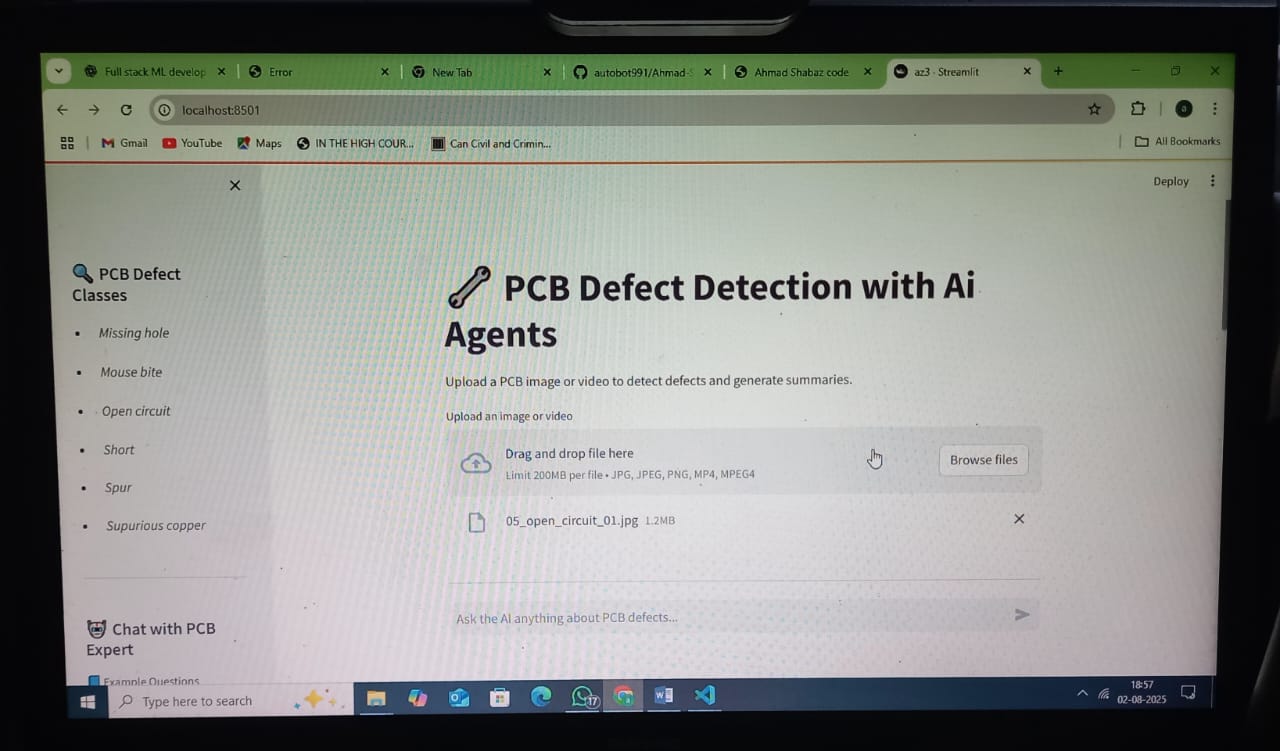 Full stack ML develop
Error
New Tab
autobot991/Ahmad-S
Ahmad Shabaz code
az3 · Streamlit
localhost:8501
a
Gmail
YouTube
Maps
IN THE HIGH COUR...
Can Civil and Crimin...
All Bookmarks
Deploy
PCB Defect
Classes
Missing hole
Mouse bite
Open circuit
Short
Spur
Supurious copper
Chat with PCB
Expert
Example Questions
PCB Defect Detection with Ai
Agents
Upload a PCB image or video to detect defects and generate summaries.
Upload an image or video
Drag and drop file here
Limit 200MB per file • JPG, JPEG, PNG, MP4, MPEG4
Browse files
05_open_circuit_01.jpg 1.2MB
Ask the AI anything about PCB defects...
Type here to search
17
18:57
02-08-2025